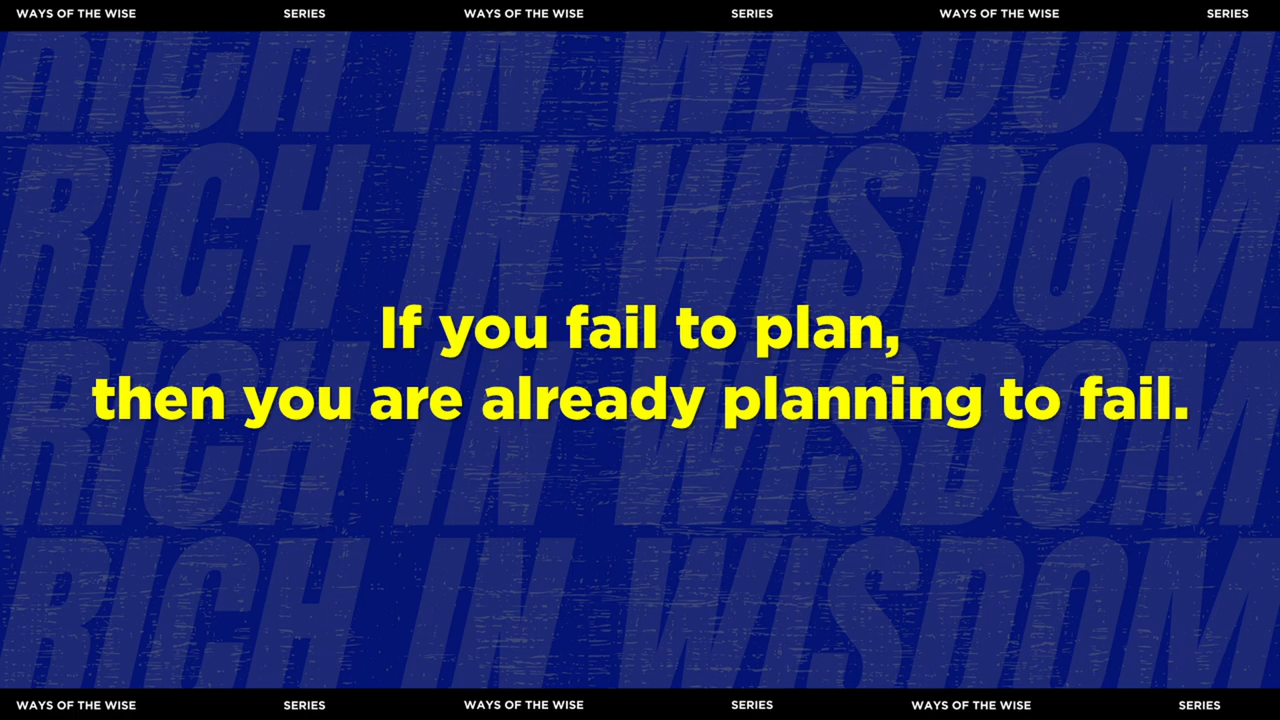 WAYS OF THE WISE SERIES WAYS OF THE WISE SERIES WAYS OF THE WISE SERIES
RICH IN WISDOM
RICH IN WISDOM
If you fail to plan,
then you are already planning to fail.
RICH IN WISDOM
RICH IN WISDOM
WAYS OF THE WISE SERIES WAYS OF THE WISE SERIES WAYS OF THE WISE SERIES